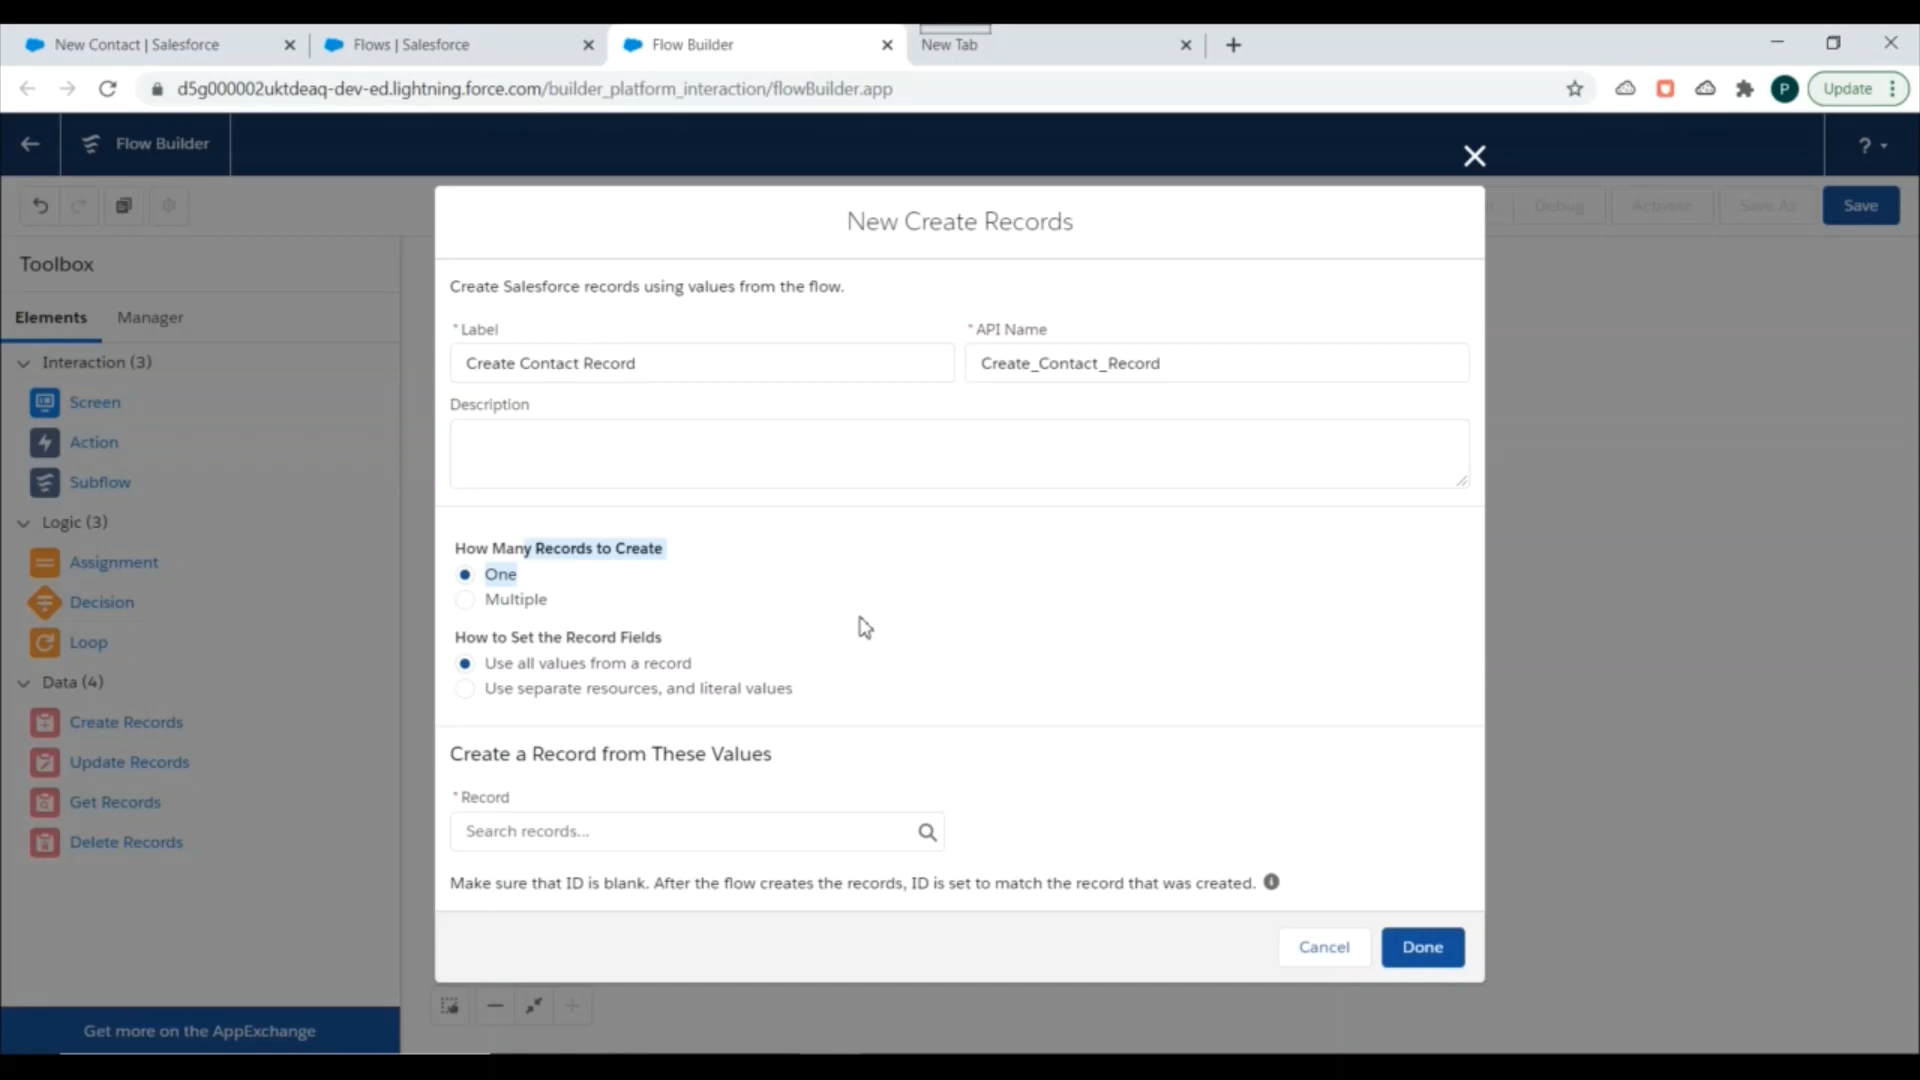 New Contact | Salesforce
Flows | Salesforce
Flow Builder
New Tab
d5g000002uktdeaq-dev-ed.lightning.force.com/builder_platform_interaction/flowBuilder.app
P
Update
Flow Builder
?
Debug
Activate
Save As
Save
New Create Records
Toolbox
Elements
Manager
Interaction (3)
Screen
Action
Subflow
Logic (3)
Assignment
Decision
Loop
Data (4)
Create Records
Update Records
Get Records
Delete Records
Get more on the AppExchange
Create Salesforce records using values from the flow.
* Label
* API Name
Create Contact Record
Create_Contact_Record
Description
How Many Records to Create
One
Multiple
How to Set the Record Fields
Use all values from a record
Use separate resources, and literal values
Create a Record from These Values
* Record
Search records...
Make sure that ID is blank. After the flow creates the records, ID is set to match the record that was created.
Cancel
Done